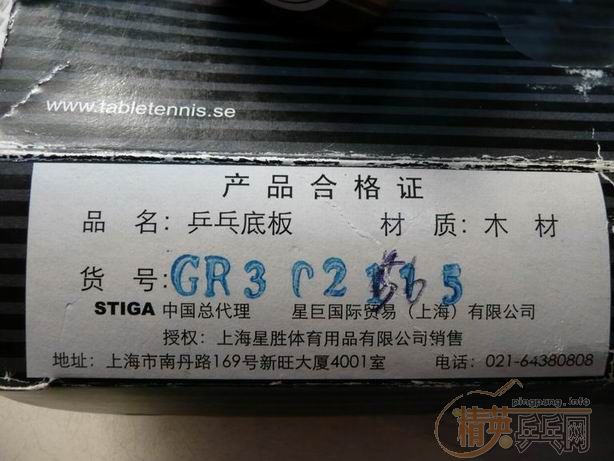 www.tabletennis.se
产品合格证
品 名：乒乓底板 材 质：木 材
货 号：GR3
STIGA 中国总代理 星巨国际贸易（上海）有限公司
授权：上海星胜体育用品有限公司销售
地址：上海市南丹路169号新旺大厦4001室 电话：021-64380808
pingpang.info
精英乒乓网